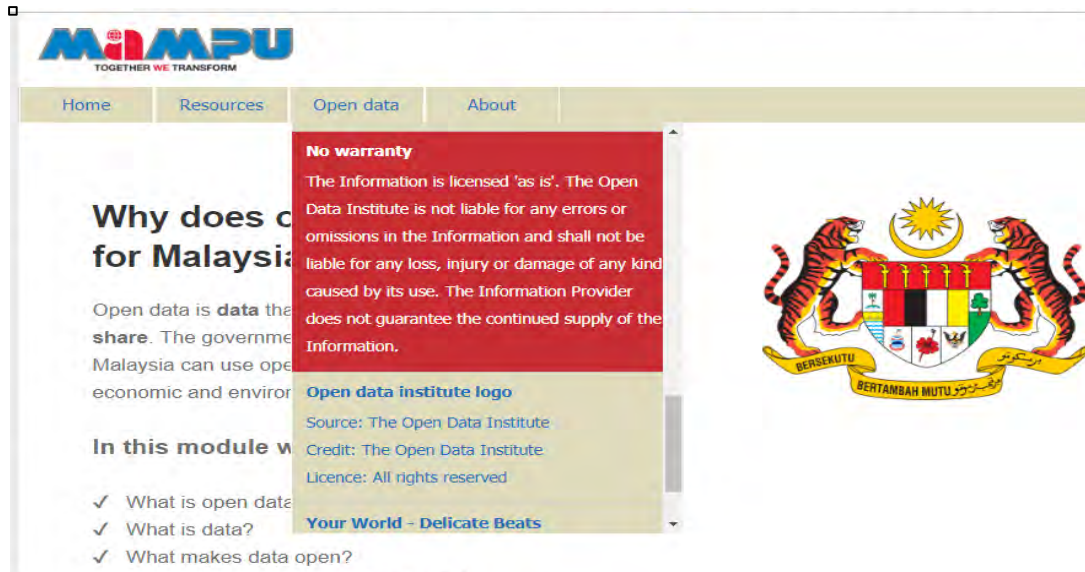 MAMPU
TOGETHER WE TRANSFORM
Home
Resources
Open data
About
No warranty
The Information is licensed 'as is'. The Open
Data Institute is not liable for any errors or
omissions in the Information and shall not be
liable for any loss, injury or damage of any kind
caused by its use. The Information Provider
does not guarantee the continued supply of the
Information.
Open data institute logo
Source: The Open Data Institute
Credit: The Open Data Institute
Licence: All rights reserved
Your World - Delicate Beats
Why does
for Malaysia
Open data is data
share. The
Malaysia can use
economic and
In this module
✓ What is open data
✓ What is data?
✓ What makes data open?
BERSEKUTU
BERTAMBAH MUTU